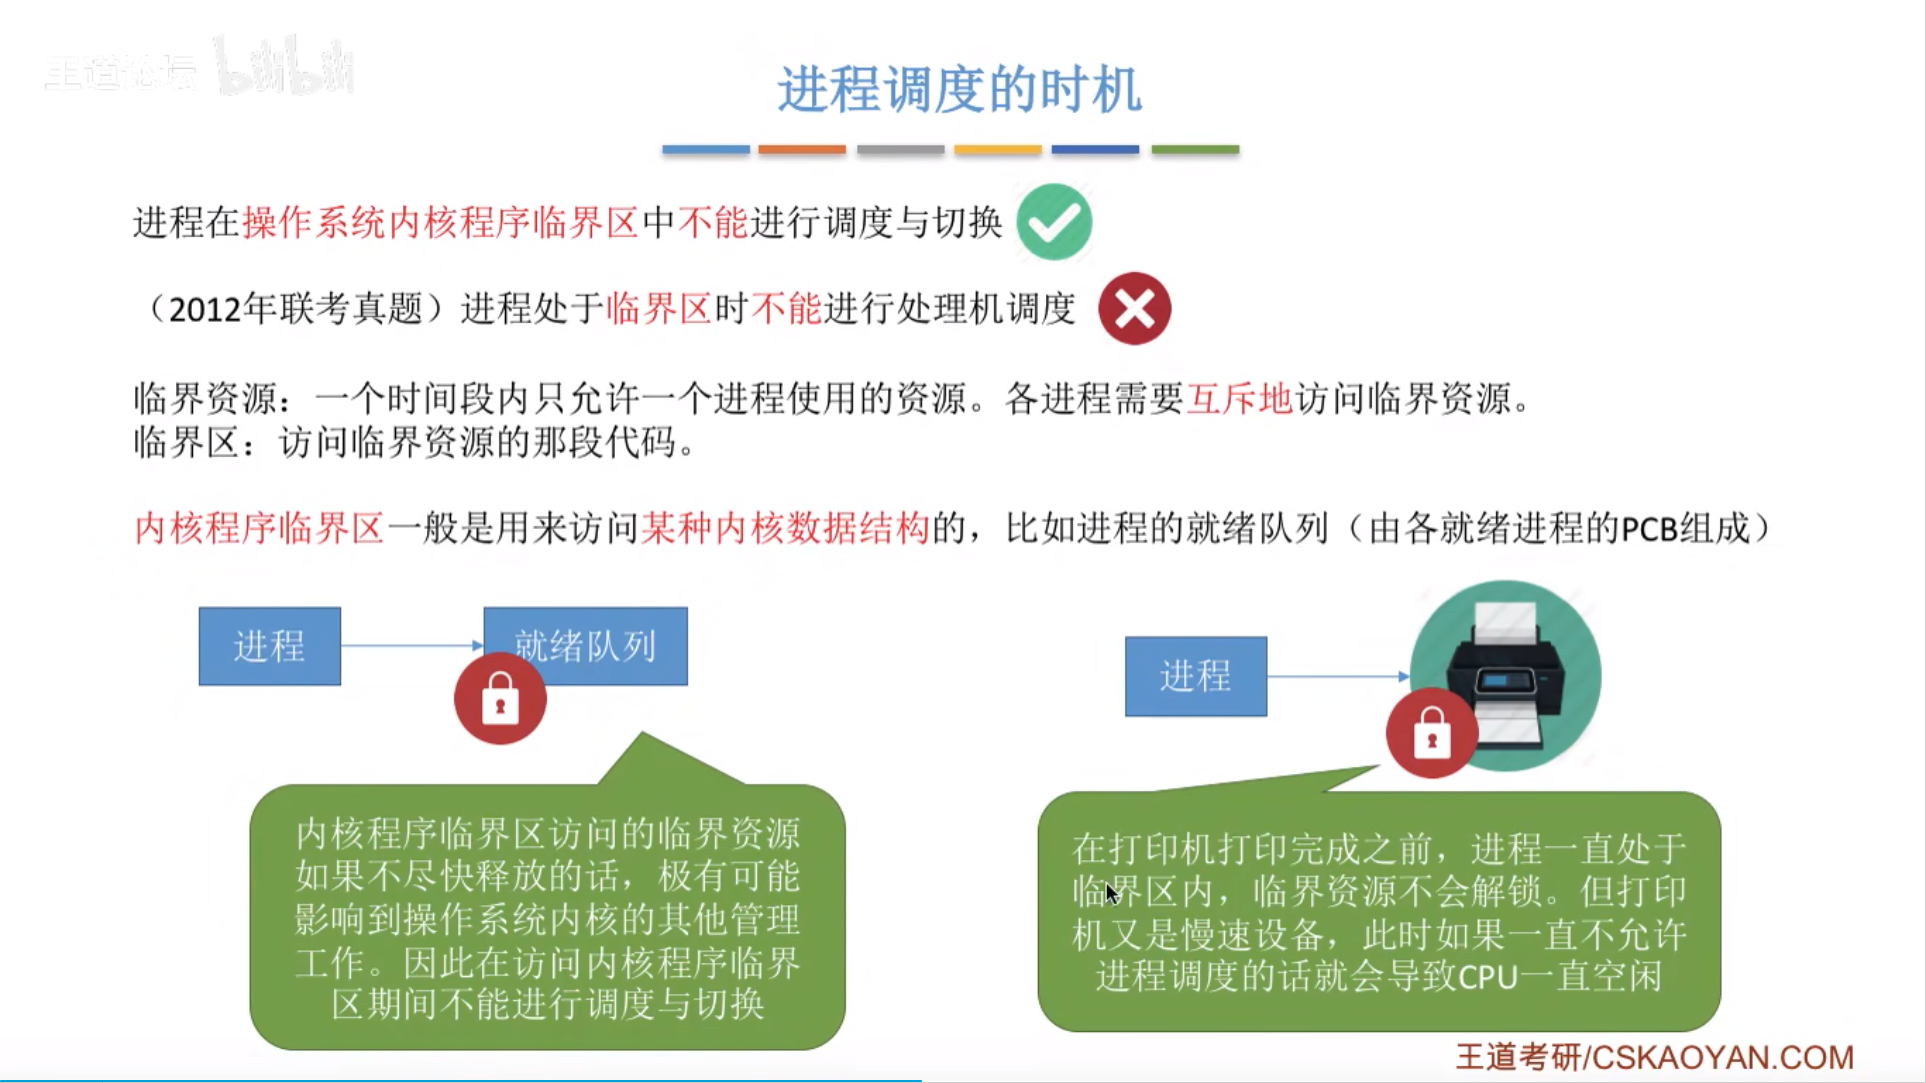 王道论坛 bilibili
进程调度的时机
进程在操作系统内核程序临界区中不能进行调度与切换
（2012年联考真题）进程处于临界区时不能进行处理机调度
临界资源：一个时间段内只允许一个进程使用的资源。各进程需要互斥地访问临界资源。
临界区：访问临界资源的那段代码。
内核程序临界区一般是用来访问某种内核数据结构的，比如进程的就绪队列（由各就绪进程的PCB组成）
进程
就绪队列
进程
内核程序临界区访问的临界资源
如果不尽快释放的话，极有可能
影响到操作系统内核的其他管理
工作。因此在访问内核程序临界
区期间不能进行调度与切换
在打印机打印完成之前，进程一直处于
临界区内，临界资源不会解锁。但打印
机又是慢速设备，此时如果一直不允许
进程调度的话就会导致CPU一直空闲
王道考研/CSKAOYAN.COM